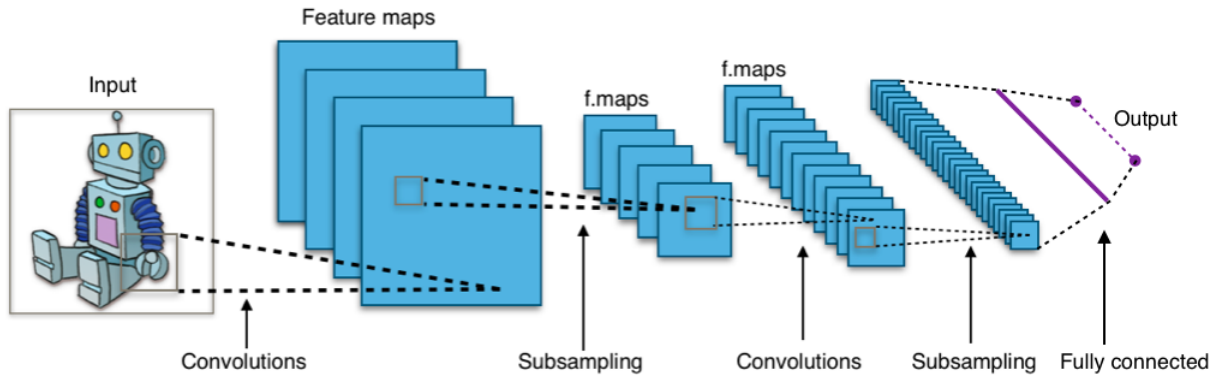 Feature maps
Input
f.maps
f.maps
Output
Convolutions
Subsampling
Convolutions
Subsampling
Fully connected